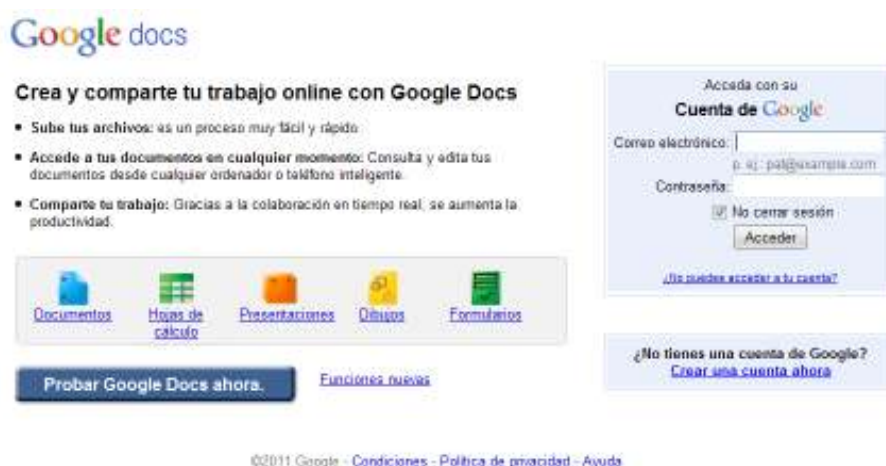 Google docs
Crea y comparte tu trabajo online con Google Docs
Sube tus archivos: es un proceso muy fácil y rápido
Accede a tus documentos en cualquier momento: Consulta y edita tus
documentos desde cualquier ordenador o teléfono inteligente.
Comparte tu trabajo: Gracias a la colaboración en tiempo real, se aumenta la
productividad.
Documentos
Hojas de
cálculo
Presentaciones
Dibujos
Formularios
Probar Google Docs ahora.
Funciones nuevas
Acceda con su
Cuenta de Google
Correo electrónico:
p. ej.: pat@example.com
Contraseña:
No cerrar sesión
Acceder
¿No puedes acceder a tu cuenta?
¿No tienes una cuenta de Google?
Crear una cuenta ahora
©2011 Google - Condiciones - Política de privacidad - Ayuda